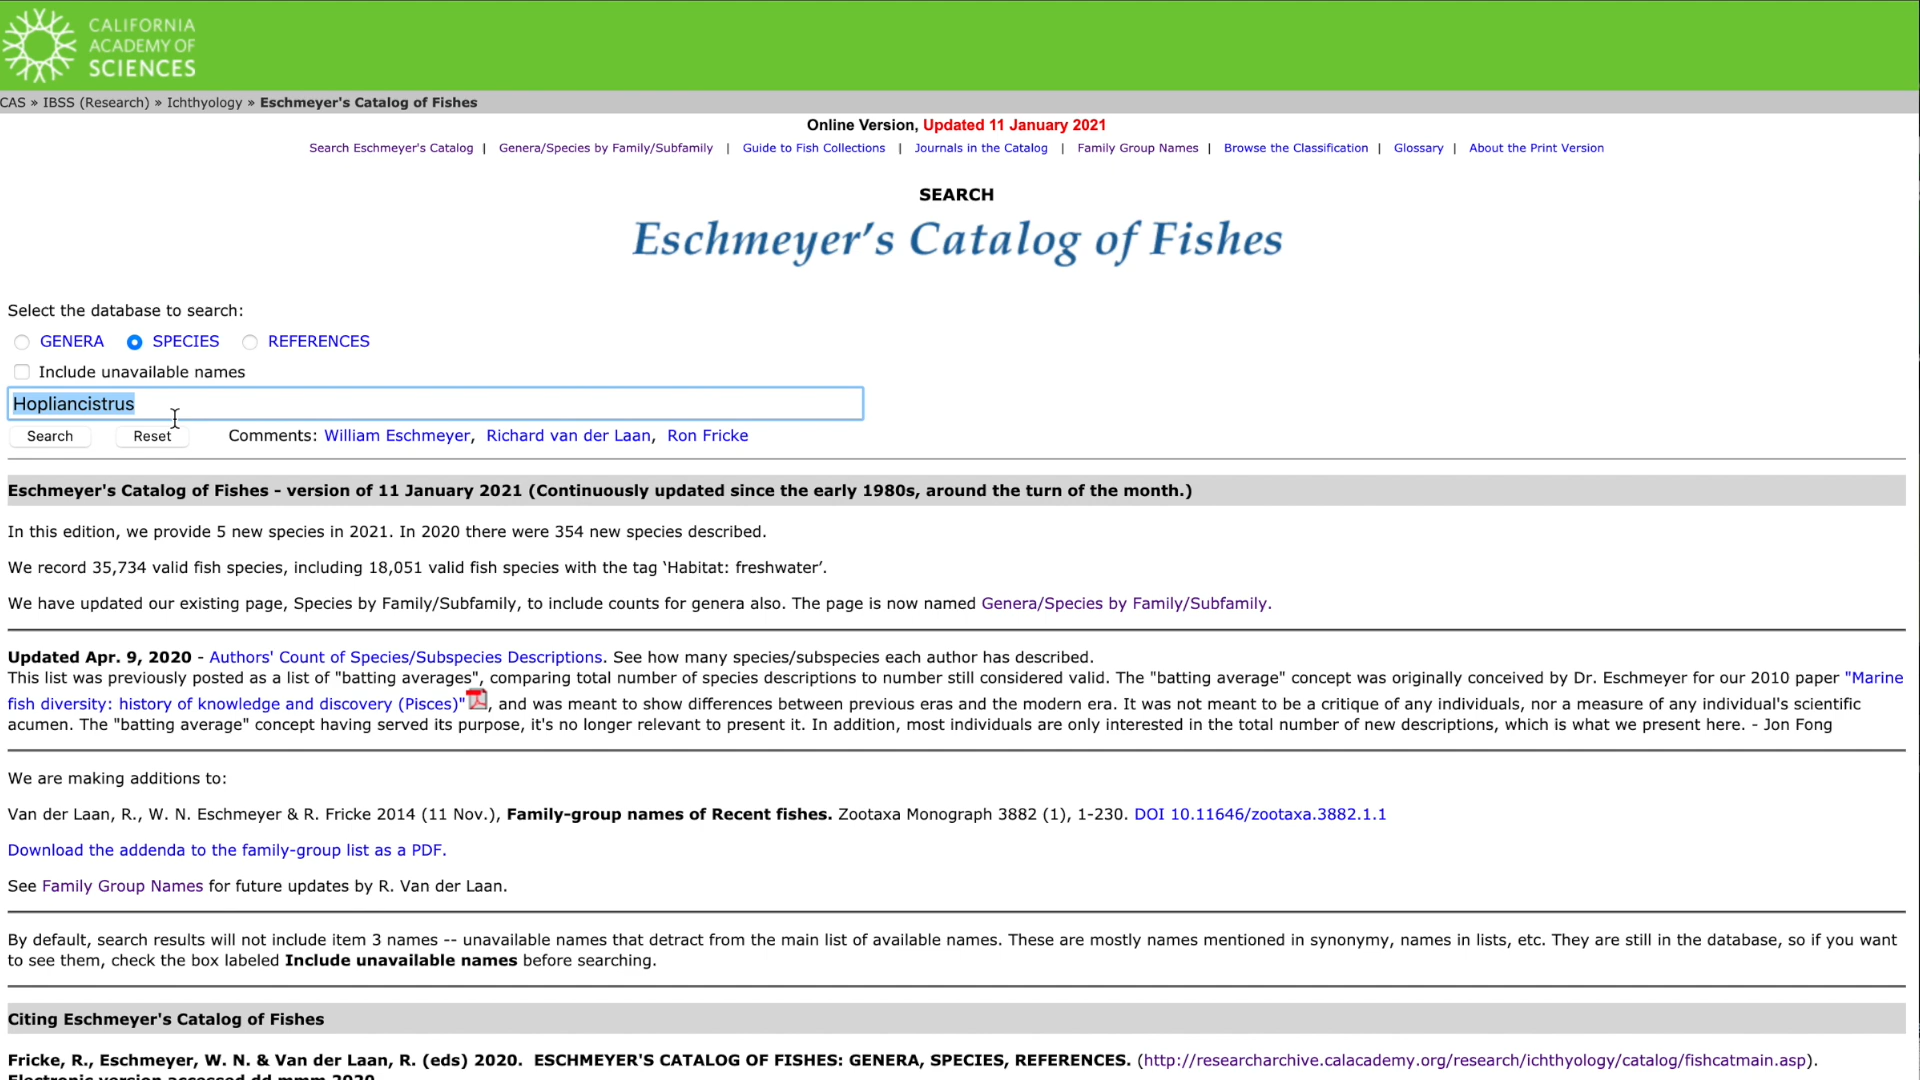 CALIFORNIA
ACADEMY OF
SCIENCES
CAS » IBSS (Research) » Ichthyology » Eschmeyer's Catalog of Fishes
Online Version, Updated 11 January 2021
Search Eschmeyer's Catalog | Genera/Species by Family/Subfamily | Guide to Fish Collections | Journals in the Catalog | Family Group Names | Browse the Classification | Glossary | About the Print Version
SEARCH
Eschmeyer's Catalog of Fishes
Select the database to search:
GENERA SPECIES REFERENCES
Include unavailable names
Hopliancistrus
Search Reset Comments: William Eschmeyer, Richard van der Laan, Ron Fricke
Eschmeyer's Catalog of Fishes - version of 11 January 2021 (Continuously updated since the early 1980s, around the turn of the month.)
In this edition, we provide 5 new species in 2021. In 2020 there were 354 new species described.
We record 35,734 valid fish species, including 18,051 valid fish species with the tag ‘Habitat: freshwater’.
We have updated our existing page, Species by Family/Subfamily, to include counts for genera also. The page is now named Genera/Species by Family/Subfamily.
Updated Apr. 9, 2020 - Authors' Count of Species/Subspecies Descriptions. See how many species/subspecies each author has described.
This list was previously posted as a list of "batting averages", comparing total number of species descriptions to number still considered valid. The "batting average" concept was originally conceived by Dr. Eschmeyer for our 2010 paper "Marine
fish diversity: history of knowledge and discovery (Pisces)", and was meant to show differences between previous eras and the modern era. It was not meant to be a critique of any individuals, nor a measure of any individual's scientific
acumen. The "batting average" concept having served its purpose, it's no longer relevant to present it. In addition, most individuals are only interested in the total number of new descriptions, which is what we present here. - Jon Fong
We are making additions to:
Van der Laan, R., W. N. Eschmeyer & R. Fricke 2014 (11 Nov.), Family-group names of Recent fishes. Zootaxa Monograph 3882 (1), 1-230. DOI 10.11646/zootaxa.3882.1.1
Download the addenda to the family-group list as a PDF.
See Family Group Names for future updates by R. Van der Laan.
By default, search results will not include item 3 names -- unavailable names that detract from the main list of available names. These are mostly names mentioned in synonymy, names in lists, etc. They are still in the database, so if you want
to see them, check the box labeled Include unavailable names before searching.
Citing Eschmeyer's Catalog of Fishes
Fricke, R., Eschmeyer, W. N. & Van der Laan, R. (eds) 2020. ESCHMEYER'S CATALOG OF FISHES: GENERA, SPECIES, REFERENCES. (http://researcharchive.calacademy.org/research/ichthyology/catalog/fishcatmain.asp).
Electronic version accessed dd mmm 2020.